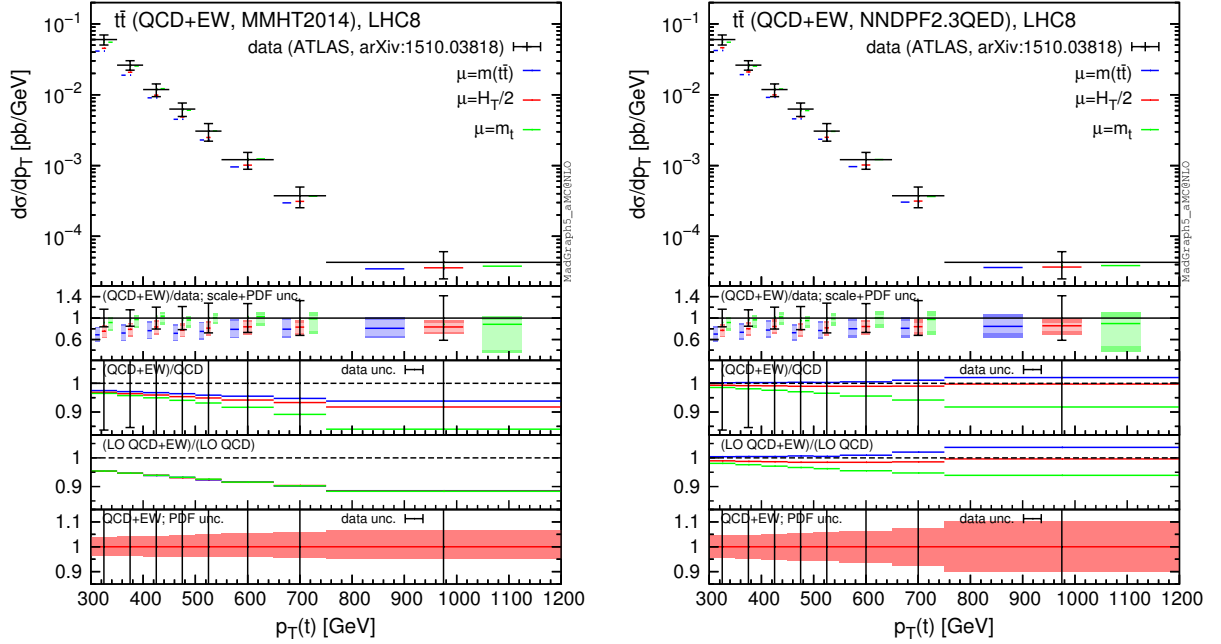 tt̄ (QCD+EW, MMHT2014), LHC8
data (ATLAS, arXiv:1510.03818)
μ=m(tt̄)
μ=H_T/2
μ=m_t
dσ/dp_T [pb/GeV]
10⁻¹
10⁻²
10⁻³
10⁻⁴
MadGraph5_aMC@NLO
(QCD+EW)/data; scale+PDF unc.
1.4
1
0.6
(QCD+EW)/QCD
data unc.
1
0.9
(LO QCD+EW)/(LO QCD)
1
0.9
QCD+EW; PDF unc.
data unc.
1.1
1
0.9
300 400 500 600 700 800 900 1000 1100 1200
p_T(t) [GeV]
tt̄ (QCD+EW, NNDPF2.3QED), LHC8
data (ATLAS, arXiv:1510.03818)
μ=m(tt̄)
μ=H_T/2
μ=m_t
dσ/dp_T [pb/GeV]
10⁻¹
10⁻²
10⁻³
10⁻⁴
MadGraph5_aMC@NLO
(QCD+EW)/data; scale+PDF unc.
1.4
1
0.6
(QCD+EW)/QCD
data unc.
1
0.9
(LO QCD+EW)/(LO QCD)
1
0.9
QCD+EW; PDF unc.
data unc.
1.1
1
0.9
300 400 500 600 700 800 900 1000 1100 1200
p_T(t) [GeV]